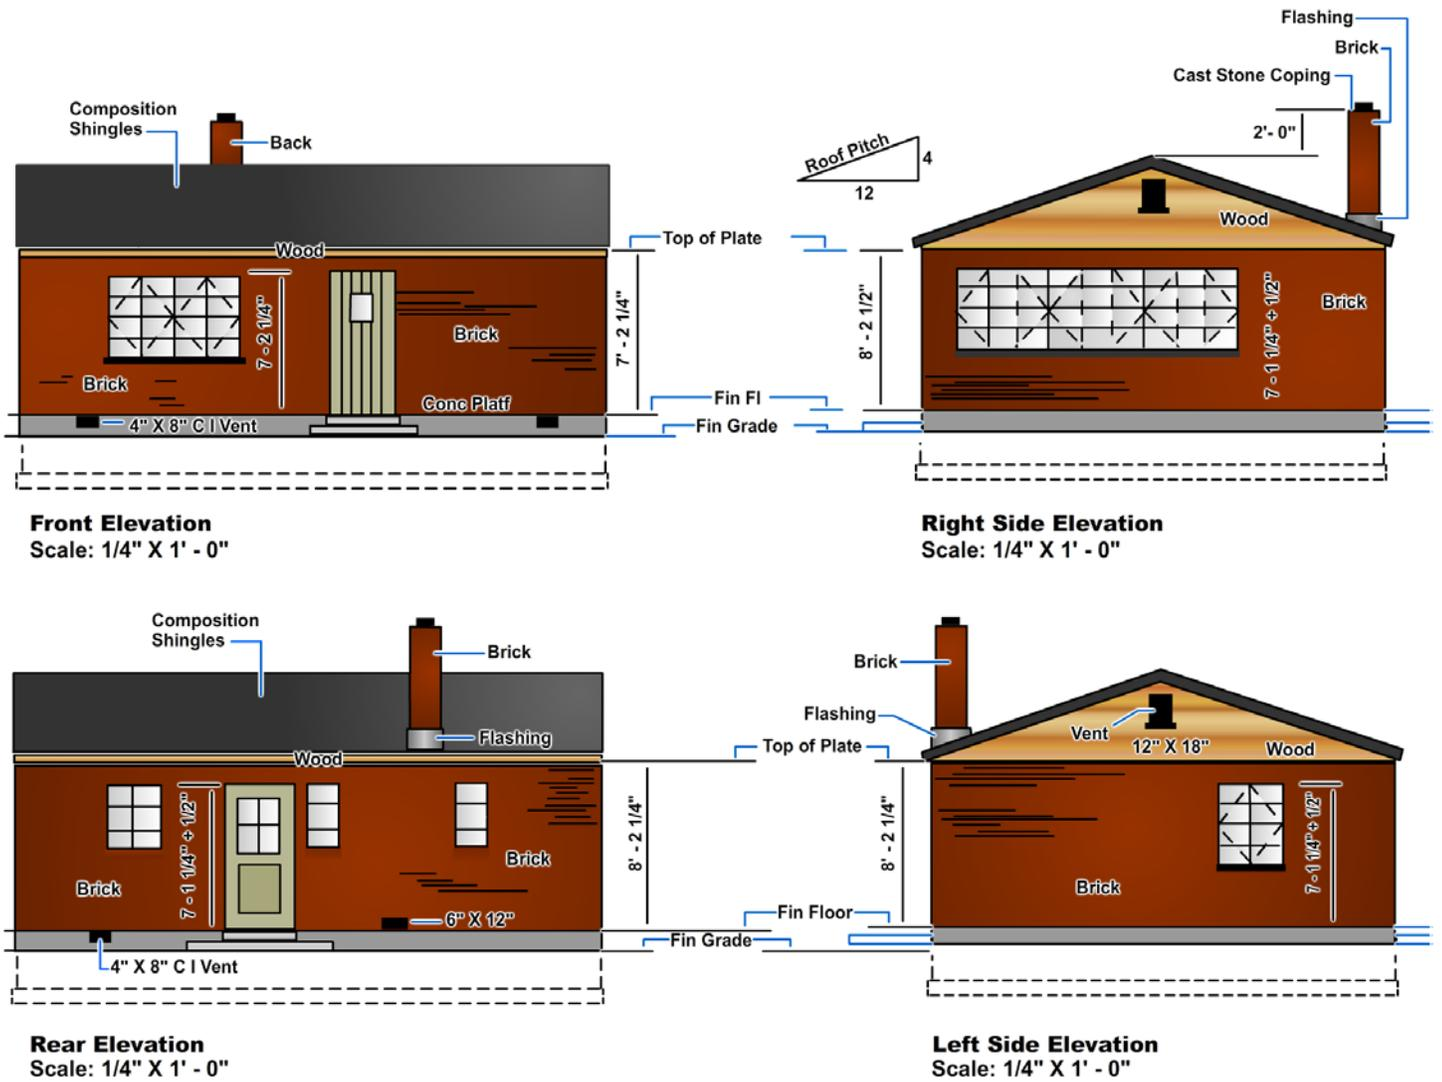 Composition
Shingles
Back
Wood
7 - 2 1/4"
Brick
Brick
Conc Platf
4" X 8" C I Vent
7' - 2 1/4"
Top of Plate
Fin Fl
Fin Grade
Front Elevation
Scale: 1/4" X 1' - 0"
Roof Pitch
4
12
Flashing
Brick
Cast Stone Coping
2'- 0"
Wood
8' - 2 1/2"
7 - 1 1/4" + 1/2"
Brick
Right Side Elevation
Scale: 1/4" X 1' - 0"
Composition
Shingles
Brick
Flashing
Wood
7 - 1 1/4" + 1/2"
Brick
Brick
6" X 12"
4" X 8" C I Vent
8' - 2 1/4"
Rear Elevation
Scale: 1/4" X 1' - 0"
Brick
Flashing
Top of Plate
Vent
12" X 18"
Wood
8' - 2 1/4"
7 - 1 1/4" + 1/2"
Brick
Fin Floor
Fin Grade
Left Side Elevation
Scale: 1/4" X 1' - 0"